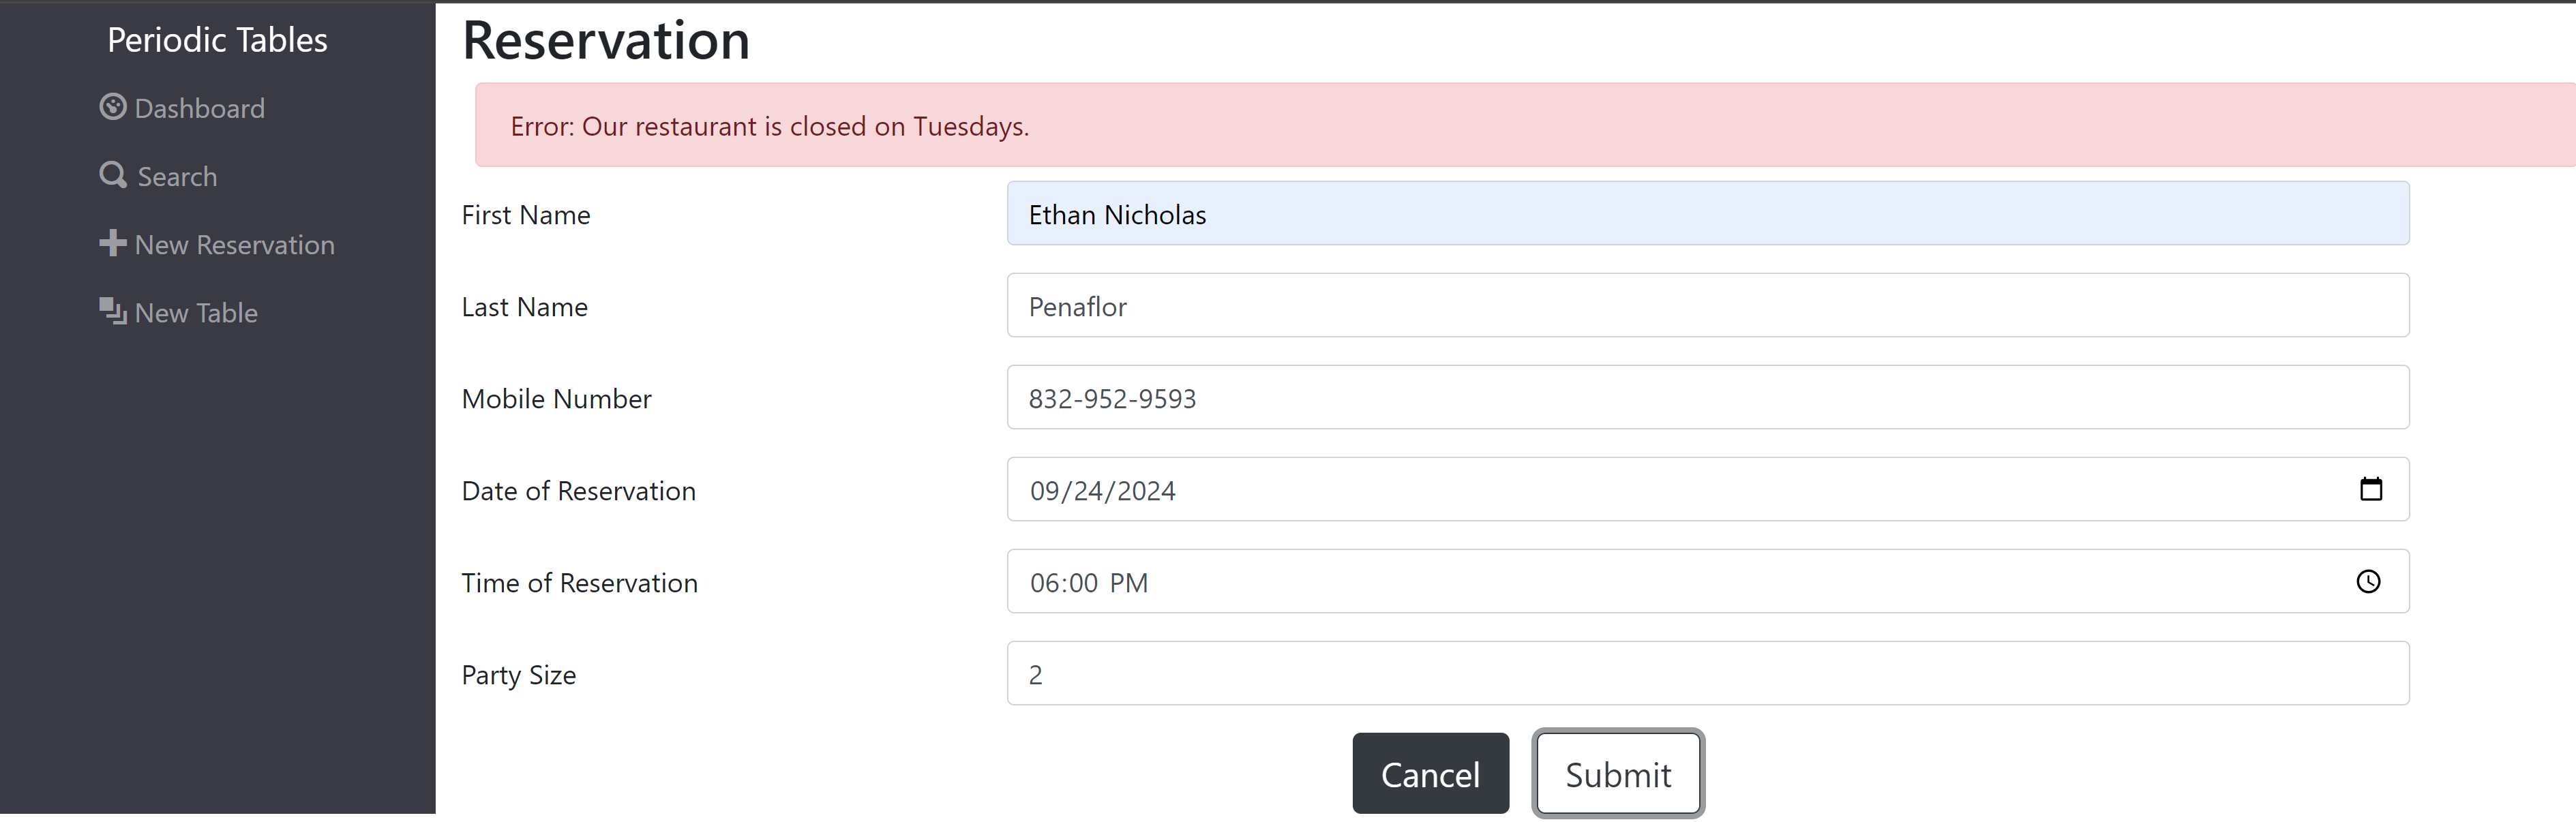 Periodic Tables
Dashboard
Search
New Reservation
New Table
Reservation
Error: Our restaurant is closed on Tuesdays.
First Name
Ethan Nicholas
Last Name
Penaflor
Mobile Number
832-952-9593
Date of Reservation
09/24/2024
Time of Reservation
06:00 PM
Party Size
2
Cancel
Submit